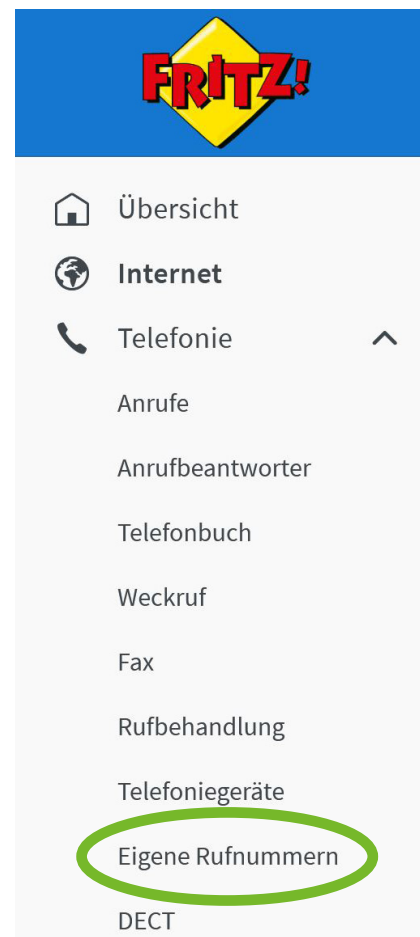 FRITZ!
Übersicht
Internet
Telefonie
Anrufe
Anrufbeantworter
Telefonbuch
Weckruf
Fax
Rufbehandlung
Telefoniegeräte
Eigene Rufnummern
DECT